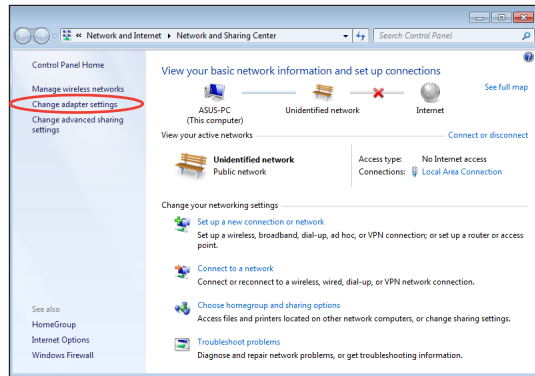 « Network and Internet ▸ Network and Sharing Center
Search Control Panel
Control Panel Home
Manage wireless networks
Change adapter settings
Change advanced sharing
settings
See also
HomeGroup
Internet Options
Windows Firewall
View your basic network information and set up connections
See full map
ASUS-PC
(This computer)
Unidentified network
Internet
View your active networks
Connect or disconnect
Unidentified network
Public network
Access type: No Internet access
Connections: Local Area Connection
Change your networking settings
Set up a new connection or network
Set up a wireless, broadband, dial-up, ad hoc, or VPN connection; or set up a router or access
point.
Connect to a network
Connect or reconnect to a wireless, wired, dial-up, or VPN network connection.
Choose homegroup and sharing options
Access files and printers located on other network computers, or change sharing settings.
Troubleshoot problems
Diagnose and repair network problems, or get troubleshooting information.